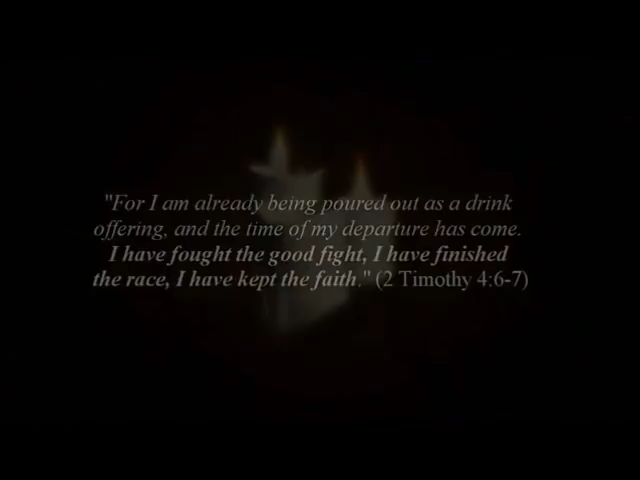 "For I am already being poured out as a drink
offering, and the time of my departure has come.
I have fought the good fight, I have finished
the race, I have kept the faith." (2 Timothy 4:6-7)